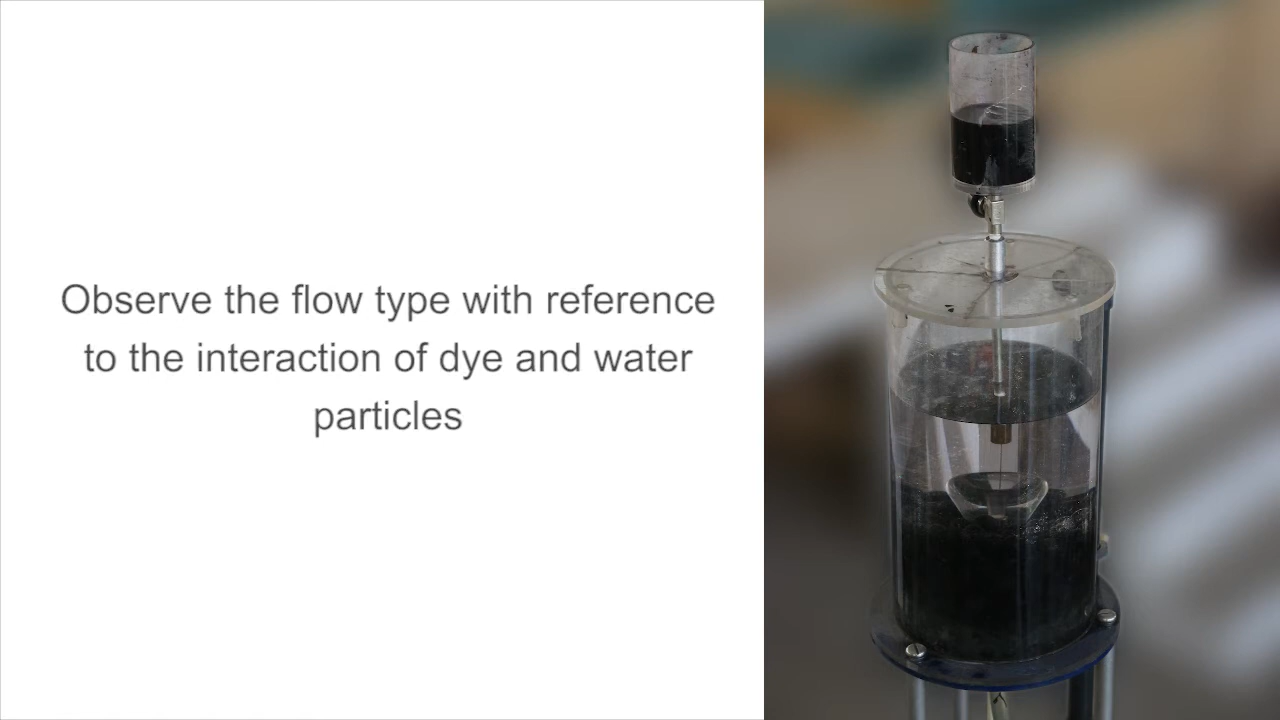 Observe the flow type with reference
to the interaction of dye and water
particles